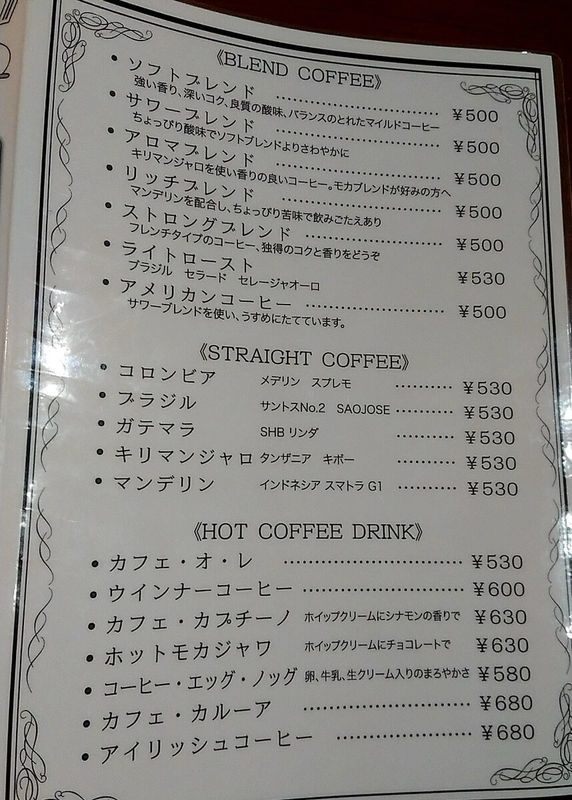 《BLEND COFFEE》
・ソフトブレンド ………………… ¥500
強い香り、深いコク、良質の酸味、バランスのとれたマイルドコーヒー
・サワーブレンド ………………… ¥500
ちょっぴり酸味でソフトブレンドよりさわやかに
・アロマブレンド ………………… ¥500
キリマンジャロを使い香りの良いコーヒー。モカブレンドが好みの方へ
・リッチブレンド ………………… ¥500
マンデリンを配合し、ちょっぴり苦味で飲みごたえあり
・ストロングブレンド ………………… ¥500
フレンチタイプのコーヒー、独得のコクと香りをどうぞ
・ライトロースト ¥530
ブラジル セラード セレージャオーロ
・アメリカンコーヒー ………………… ¥500
サワーブレンドを使い、うすめにたてています。
《STRAIGHT COFFEE》
・コロンビア メデリン スプレモ ………… ¥530
・ブラジル サントスNo.2 SAOJOSE ………… ¥530
・ガテマラ SHB リンダ ………… ¥530
・キリマンジャロ タンザニア キボー ………… ¥530
・マンデリン インドネシア スマトラ G1 ………… ¥530
《HOT COFFEE DRINK》
・カフェ・オ・レ ………………… ¥530
・ウインナーコーヒー ………………… ¥600
・カフェ・カプチーノ ホイップクリームにシナモンの香りで ¥630
・ホットモカジャワ ホイップクリームにチョコレートで ¥630
・コーヒー・エッグ・ノッグ 卵、牛乳、生クリーム入りのまろやかさ ¥580
・カフェ・カルーア ………………… ¥680
・アイリッシュコーヒー ………………… ¥680